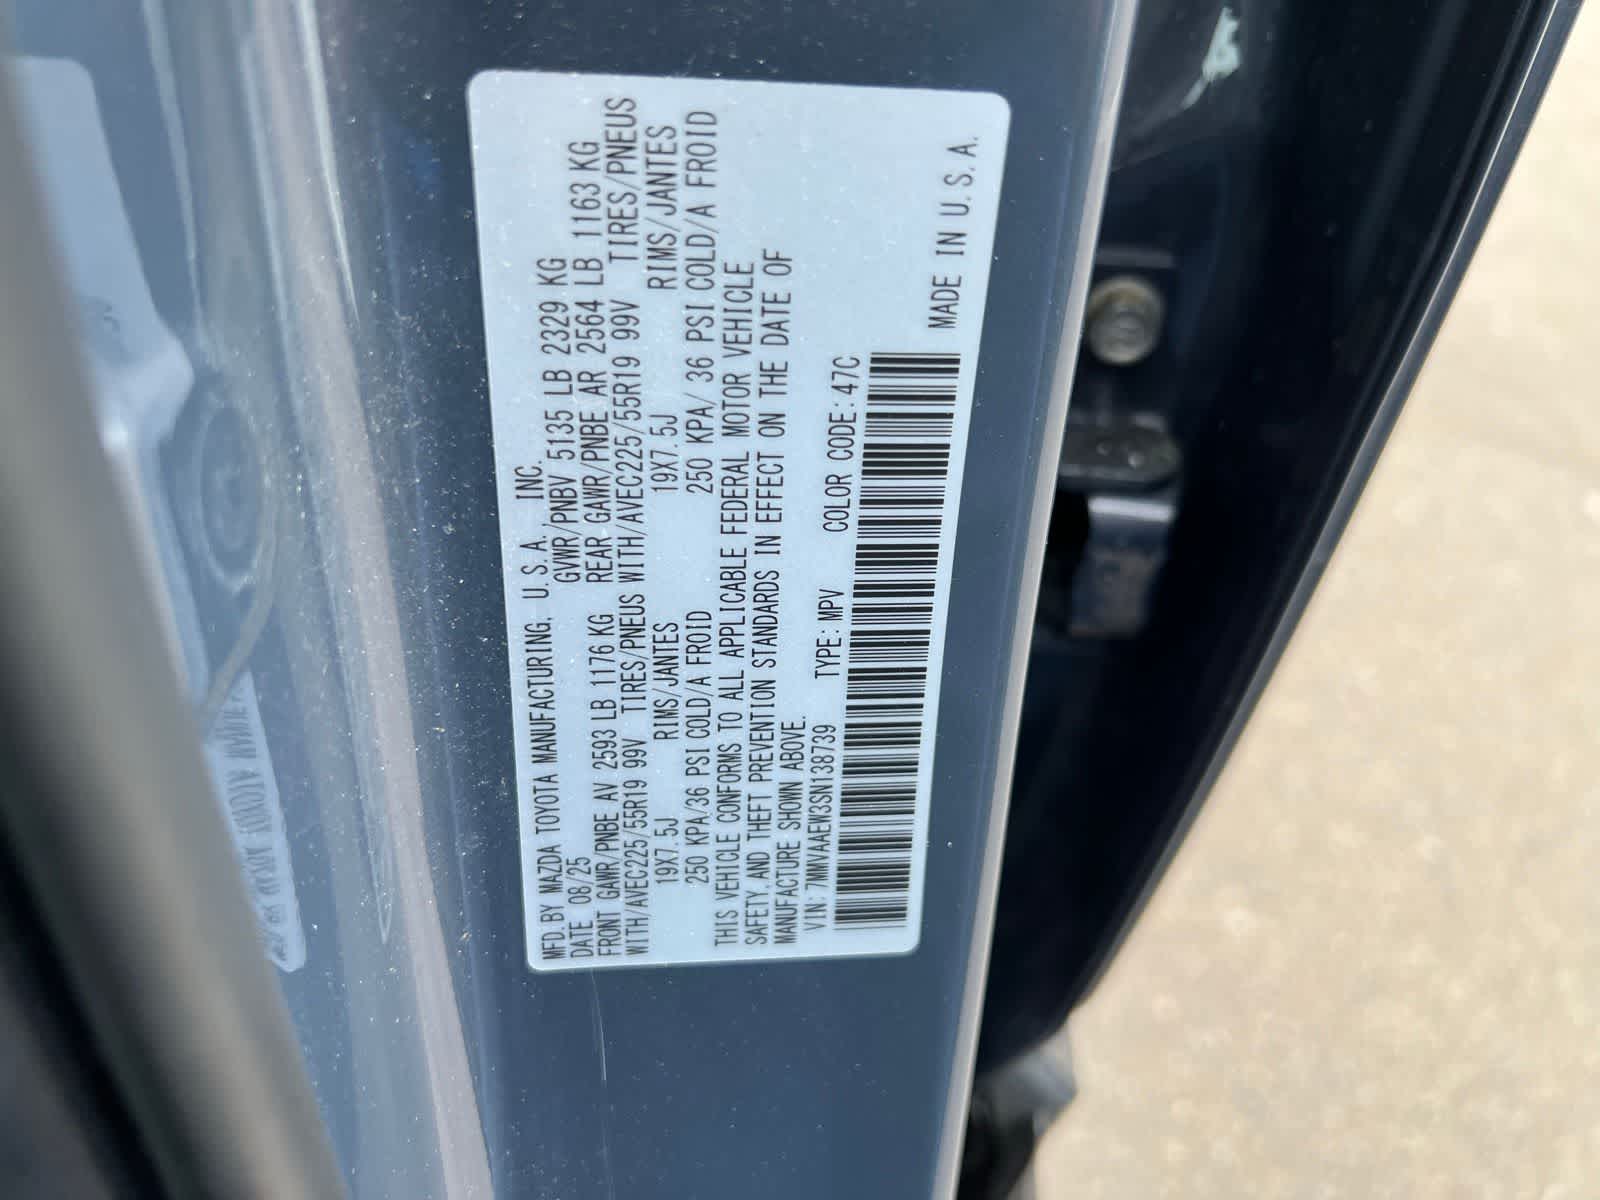 MFD. BY MAZDA TOYOTA MANUFACTURING, U. S. A., INC.
DATE 08/25 GVWR/PNBV 5135 LB 2329 KG
FRONT GAWR/PNBE AV 2593 LB 1176 KG REAR GAWR/PNBE AR 2564 LB 1163 KG
WITH/AVEC225/55R19 99V TIRES/PNEUS WITH/AVEC225/55R19 99V TIRES/PNEUS
19X7. 5J RIMS/JANTES 19X7. 5J RIMS/JANTES
250 KPA/36 PSI COLD/A FROID 250 KPA/ 36 PSI COLD/A FROID
THIS VEHICLE CONFORMS TO ALL APPLICABLE FEDERAL MOTOR VEHICLE
SAFETY, AND THEFT PREVENTION STANDARDS IN EFFECT ON THE DATE OF
MANUFACTURE SHOWN ABOVE.
VIN: 7MMVAAEW3SN138739 TYPE: MPV COLOR CODE: 47C
MADE IN U. S. A.